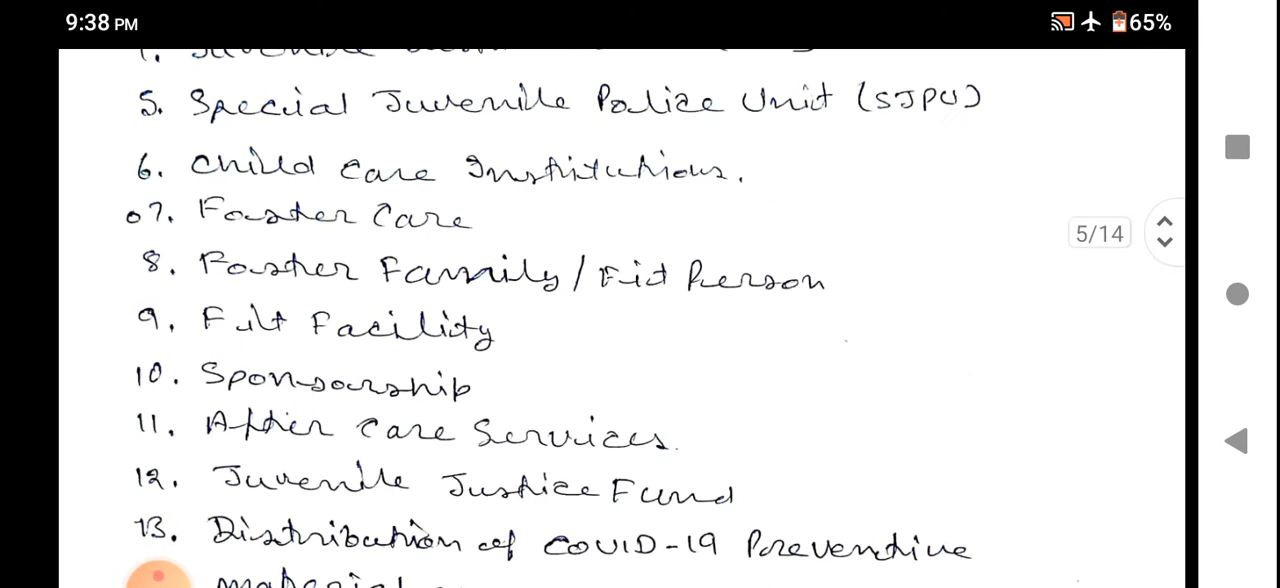 9:38 PM
65%
5. Special Juvenile Police Unit (SJPU)
6. Child Care Institutions.
07. Foster Care
5/14
8. Foster Family/Fit Person
9. Fit Facility
10. Sponsorship
11. After Care Services.
12. Juvenile Justice Fund
13. Distribution of COVID-19 Preventive
material